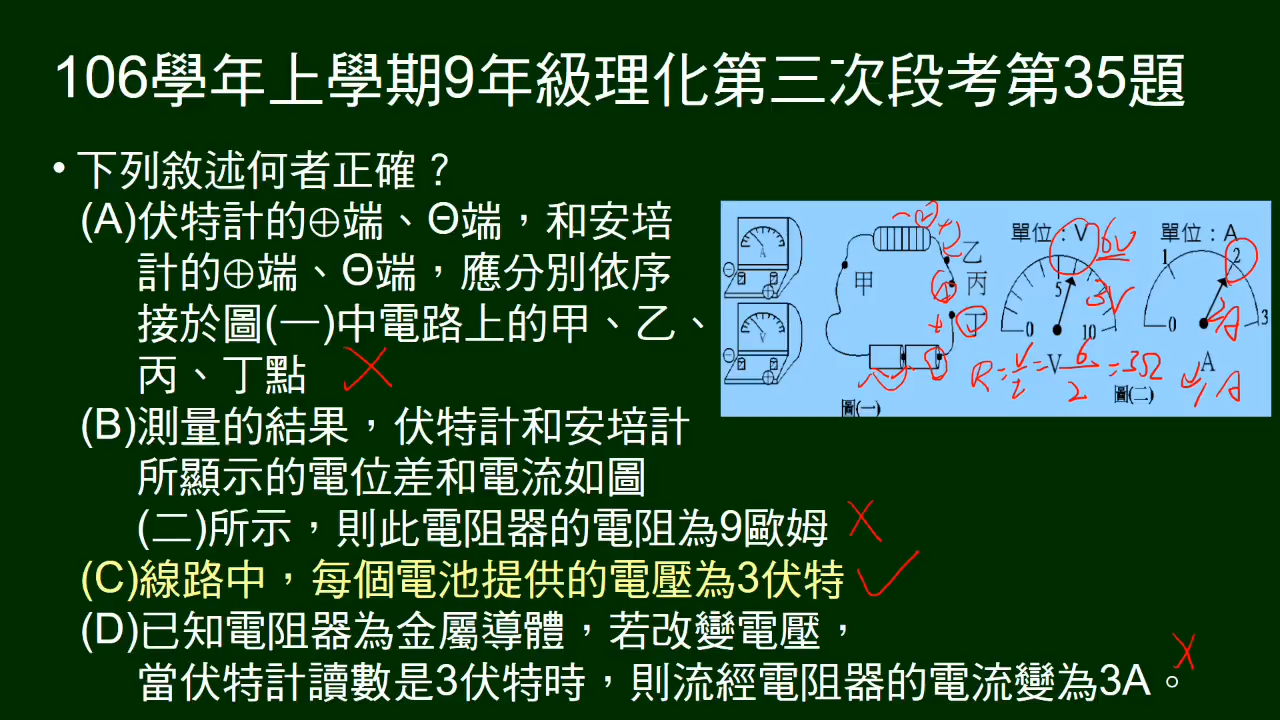 106學年上學期9年級理化第三次段考第35題
• 下列敘述何者正確？
(A)伏特計的⊕端、Θ端，和安培
計的⊕端、Θ端，應分別依序
接於圖(一)中電路上的甲、乙、
丙、丁點
(B)測量的結果，伏特計和安培計
所顯示的電位差和電流如圖
(二)所示，則此電阻器的電阻為9歐姆
(C)線路中，每個電池提供的電壓為3伏特
(D)已知電阻器為金屬導體，若改變電壓，
當伏特計讀數是3伏特時，則流經電阻器的電流變為3A。
A
V
甲
乙
丙
丁
圖(一)
單位：V
6V
0
5
10
3V
V
單位：A
0
1
2
3
2A
A
R = V/I = 6/2 = 3Ω
圖(二)